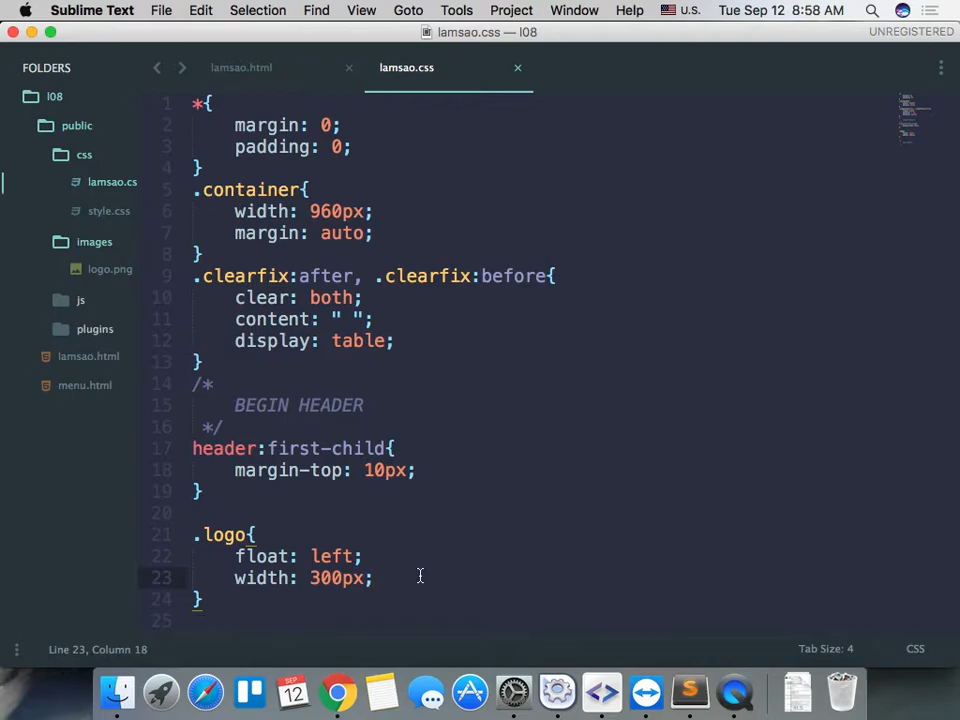 Sublime Text File Edit Selection Find View Goto Tools Project Window Help U.S. Tue Sep 12 8:58 AM
lamsao.css — l08
UNREGISTERED
FOLDERS
l08
public
css
lamsao.cs
style.css
images
logo.png
js
plugins
lamsao.html
menu.html
lamsao.html × lamsao.css ×
1 *{
2 margin: 0;
3 padding: 0;
4 }
5 .container{
6 width: 960px;
7 margin: auto;
8 }
9 .clearfix:after, .clearfix:before{
10 clear: both;
11 content: " ";
12 display: table;
13 }
14 /*
15 BEGIN HEADER
16 */
17 header:first-child{
18 margin-top: 10px;
19 }
20
21 .logo{
22 float: left;
23 width: 300px;
24 }
25
Line 23, Column 18
Tab Size: 4
CSS
SEP
12